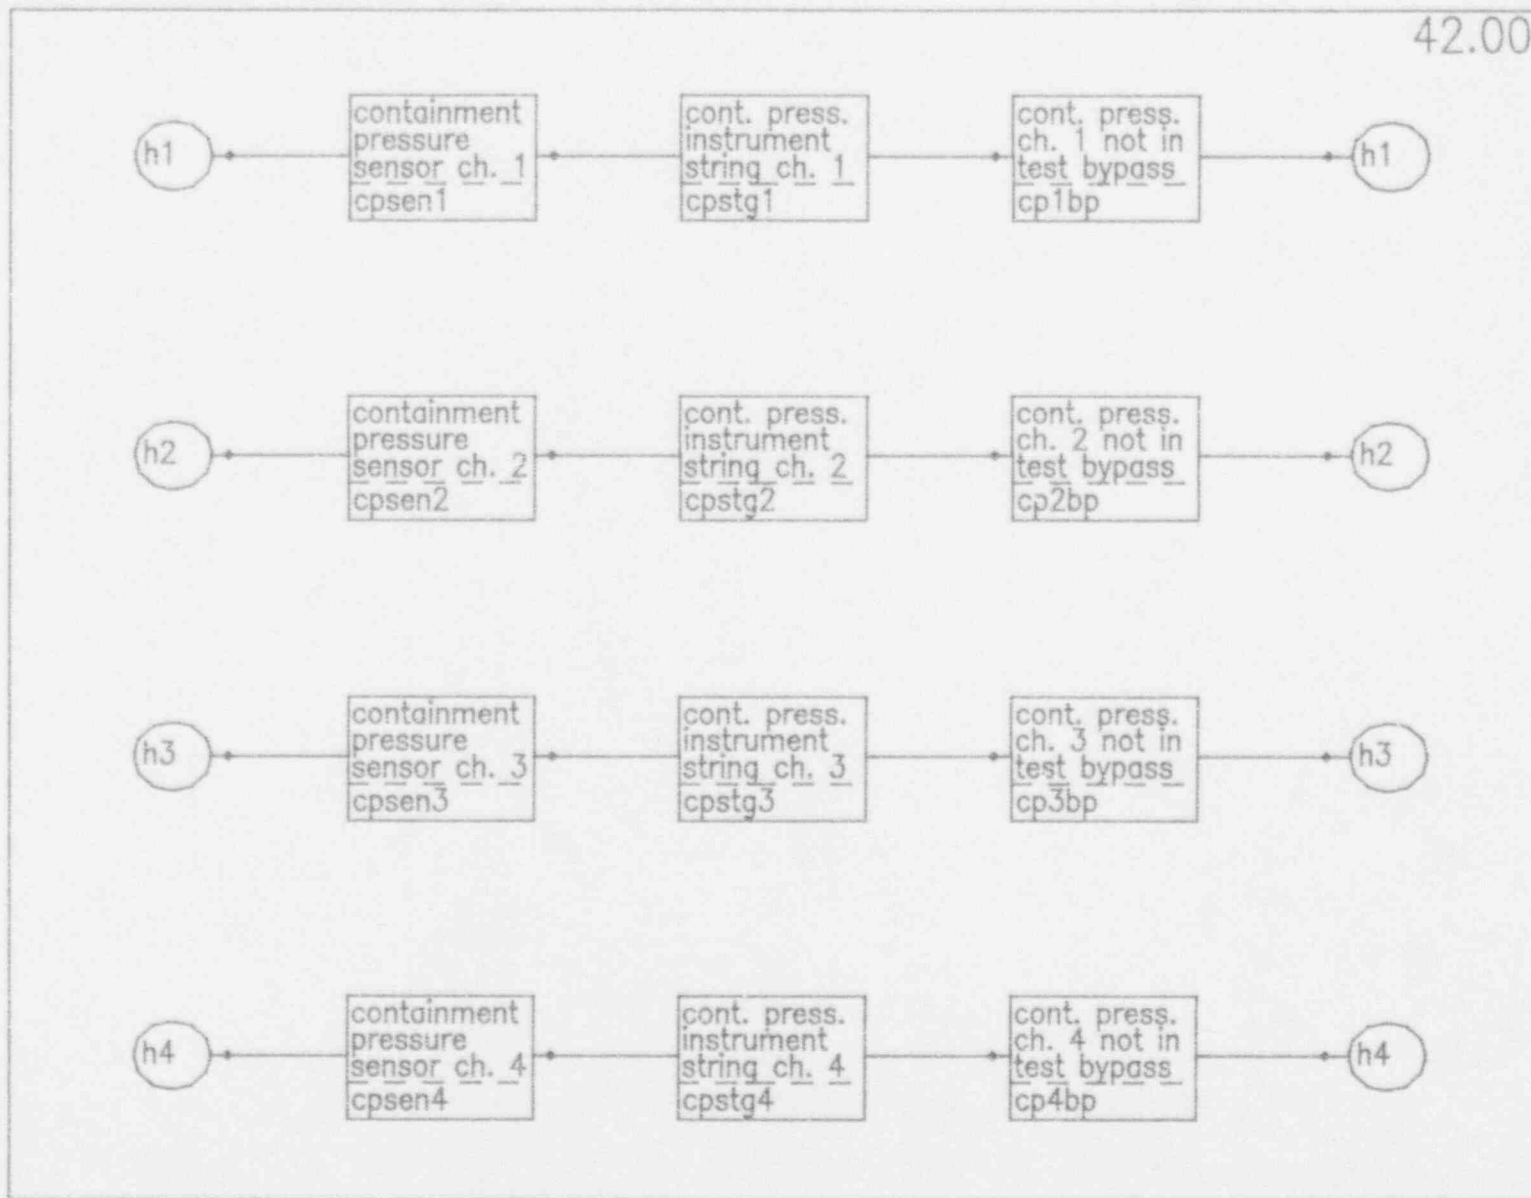 42.00
h1
containment
pressure
sensor ch. 1
cpsen1
cont. press.
instrument
string ch. 1
cpstg1
cont. press.
ch. 1 not in
test bypass
cp1bp
h1
h2
containment
pressure
sensor ch. 2
cpsen2
cont. press.
instrument
string ch. 2
cpstg2
cont. press.
ch. 2 not in
test bypass
cp2bp
h2
h3
containment
pressure
sensor ch. 3
cpsen3
cont. press.
instrument
string ch. 3
cpstg3
cont. press.
ch. 3 not in
test bypass
cp3bp
h3
h4
containment
pressure
sensor ch. 4
cpsen4
cont. press.
instrument
string ch. 4
cpstg4
cont. press.
ch. 4 not in
test bypass
cp4bp
h4